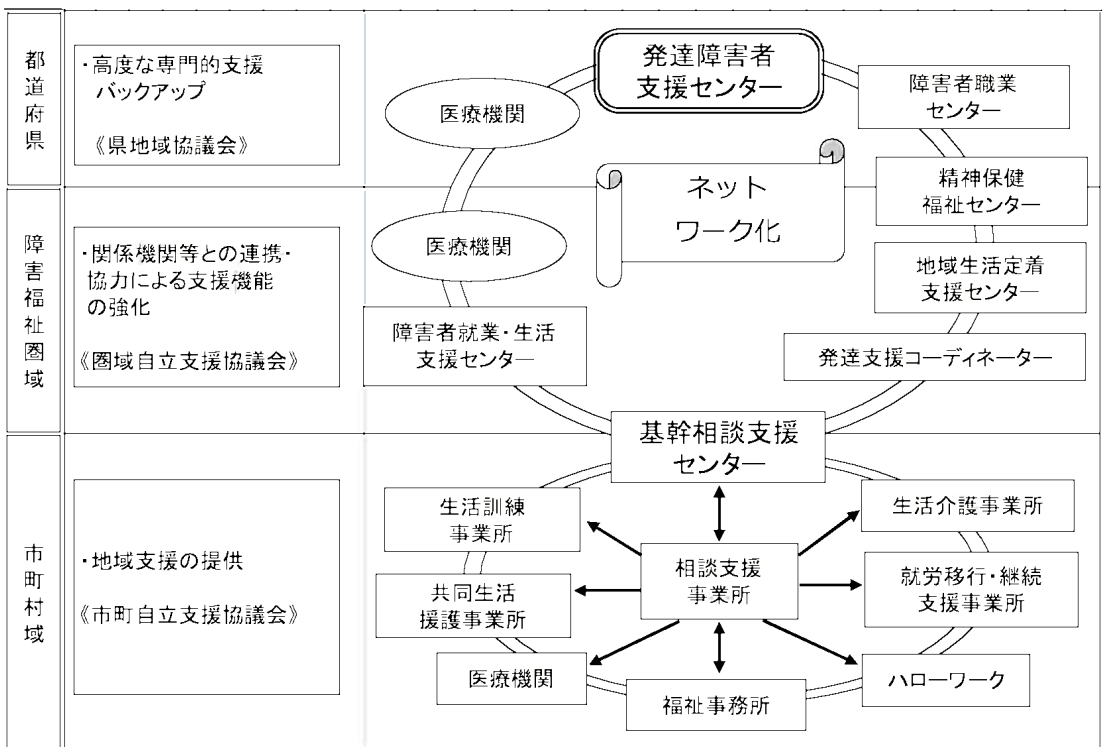 都道府県
・高度な専門的支援
バックアップ
《県地域協議会》
発達障害者
支援センター
医療機関
障害者職業
センター
ネット
ワーク化
精神保健
福祉センター
障害福祉圏域
・関係機関等との連携・
協力による支援機能
の強化
《圏域自立支援協議会》
医療機関
地域生活定着
支援センター
障害者就業・生活
支援センター
発達支援コーディネーター
基幹相談支援
センター
市町村域
・地域支援の提供
《市町自立支援協議会》
生活訓練
事業所
生活介護事業所
相談支援
事業所
共同生活
援護事業所
就労移行・継続
支援事業所
医療機関
福祉事務所
ハローワーク